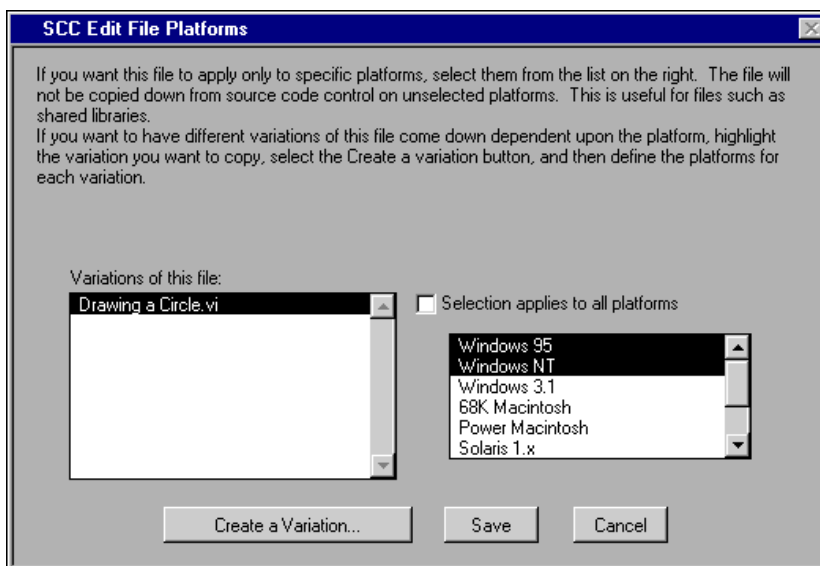 SCC Edit File Platforms
If you want this file to apply only to specific platforms, select them from the list on the right. The file will
not be copied down from source code control on unselected platforms. This is useful for files such as
shared libraries.
If you want to have different variations of this file come down dependent upon the platform, highlight
the variation you want to copy, select the Create a variation button, and then define the platforms for
each variation.
Variations of this file:
Drawing a Circle.vi
Selection applies to all platforms
Windows 95
Windows NT
Windows 3.1
68K Macintosh
Power Macintosh
Solaris 1.x
Create a Variation...
Save
Cancel